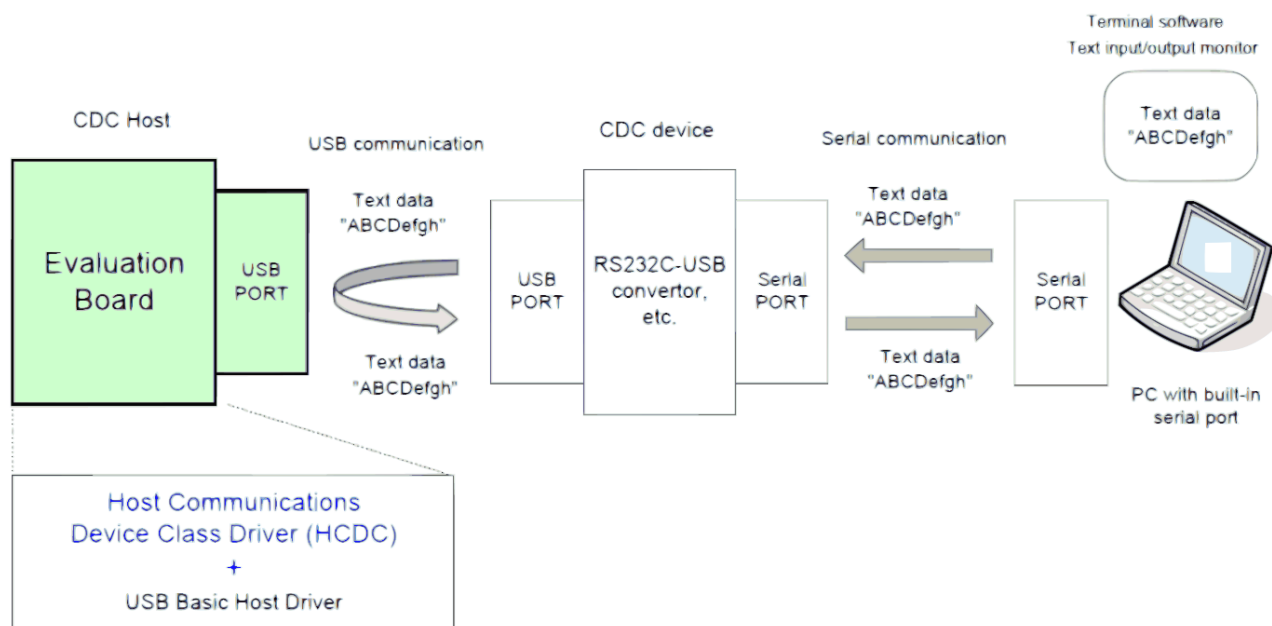 Terminal software
Text input/output monitor
Text data
"ABCDefgh"
CDC Host
USB communication
CDC device
Serial communication
Text data
"ABCDefgh"
Text data
"ABCDefgh"
Evaluation
Board
USB
PORT
USB
PORT
RS232C-USB
convertor,
etc.
Serial
PORT
Serial
PORT
Text data
"ABCDefgh"
Text data
"ABCDefgh"
PC with built-in
serial port
Host Communications
Device Class Driver (HCDC)
+
USB Basic Host Driver